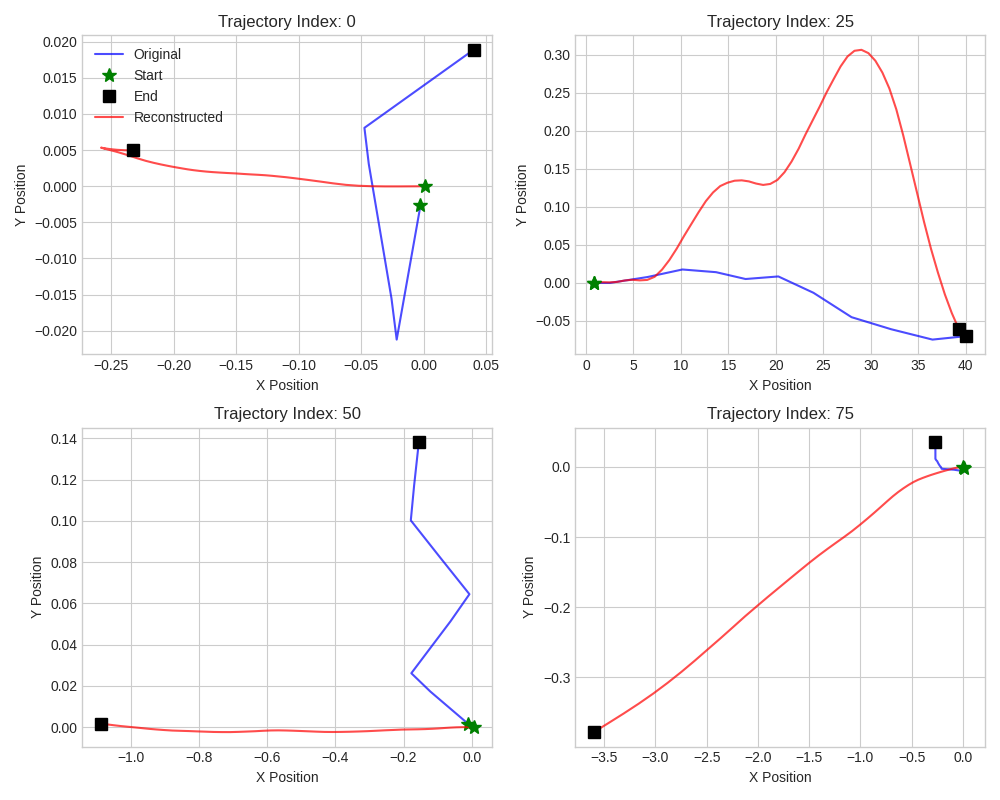 Trajectory Index: 0
0.020
0.015
0.010
0.005
0.000
−0.005
−0.010
−0.015
−0.020
Y Position
Original
Start
End
Reconstructed
−0.25 −0.20 −0.15 −0.10 −0.05 0.00 0.05
X Position
Trajectory Index: 25
0.30
0.25
0.20
0.15
0.10
0.05
0.00
−0.05
Y Position
0 5 10 15 20 25 30 35 40
X Position
Trajectory Index: 50
0.14
0.12
0.10
0.08
0.06
0.04
0.02
0.00
Y Position
−1.0 −0.8 −0.6 −0.4 −0.2 0.0
X Position
Trajectory Index: 75
0.0
−0.1
−0.2
−0.3
Y Position
−3.5 −3.0 −2.5 −2.0 −1.5 −1.0 −0.5 0.0
X Position